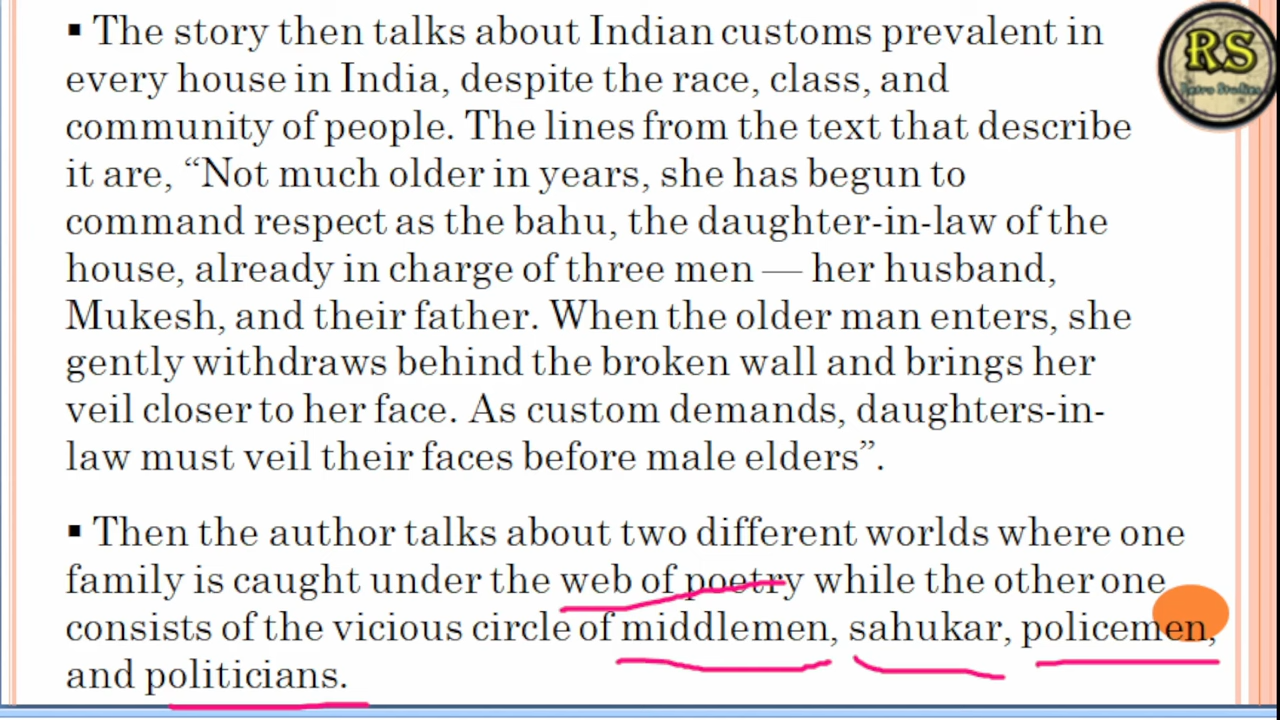 ▪ The story then talks about Indian customs prevalent in
every house in India, despite the race, class, and
community of people. The lines from the text that describe
it are, “Not much older in years, she has begun to
command respect as the bahu, the daughter-in-law of the
house, already in charge of three men — her husband,
Mukesh, and their father. When the older man enters, she
gently withdraws behind the broken wall and brings her
veil closer to her face. As custom demands, daughters-in-
law must veil their faces before male elders”.
▪ Then the author talks about two different worlds where one
family is caught under the web of poetry while the other one
consists of the vicious circle of middlemen, sahukar, policemen,
and politicians.
RS
Retro Studies